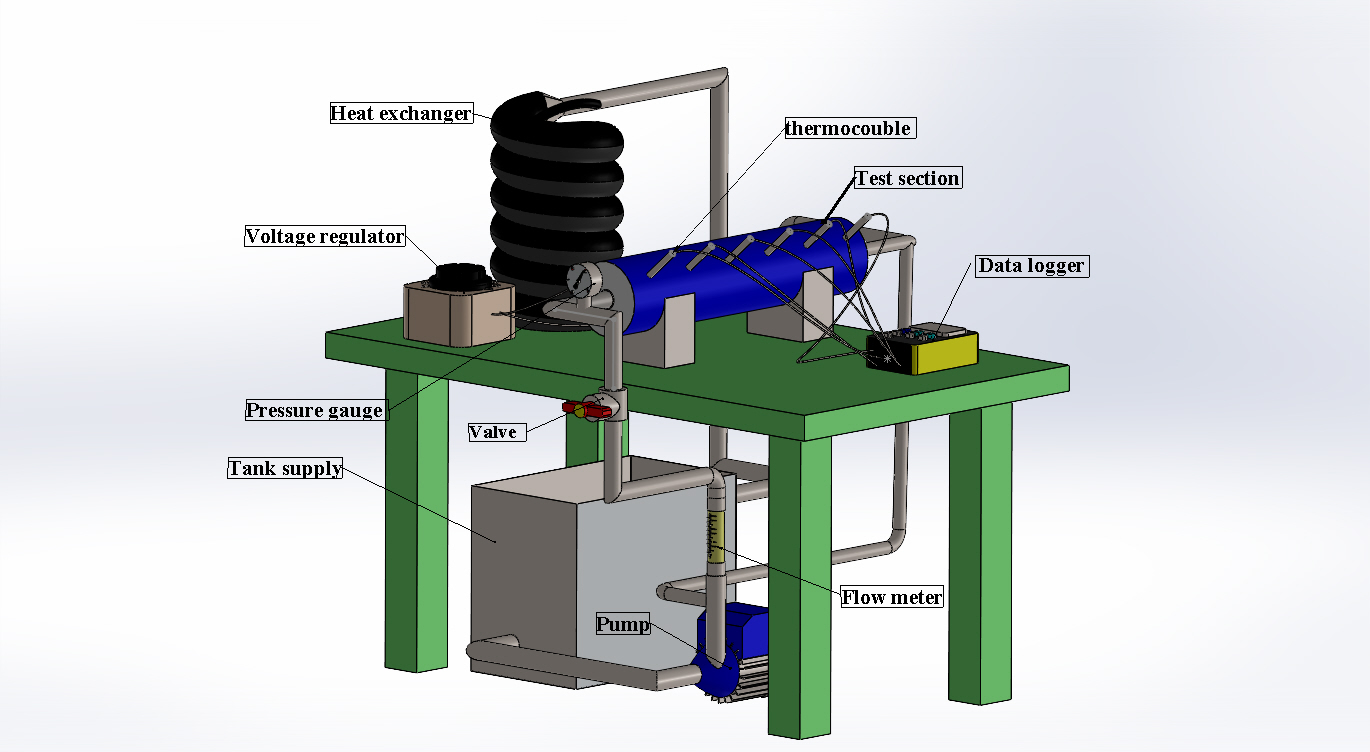 Heat exchanger
thermocouble
Test section
Voltage regulator
Data logger
Pressure gauge
Valve
Tank supply
Flow meter
Pump